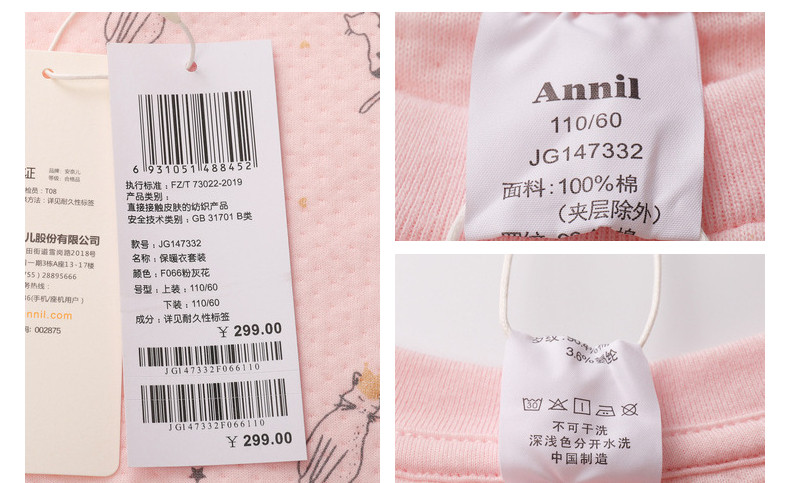 证
品牌：安奈儿
等级：合格品
检员：T08
方法：详见耐久性标签
儿股份有限公司
田街道雪岗路2018号
一期3栋A座13-17楼
755）28895666
务热线：
6(手机/座机用户）
nnil.com
号：002875
6 931051 488452
执行标准：FZ/T 73022-2019
产品类别：
直接接触皮肤的纺织产品
安全技术类别：GB 31701 B类
款号：JG147332
名称：保暖衣套装
颜色：F066粉灰花
号型：上装：110/60
下装：110/60
成分：详见耐久性标签
￥299.00
JG147332F066110
JG147332F066110
￥299.00
Annil
110/60
JG147332
面料：100%棉
（夹层除外）
3.6%氨纶
30
不可干洗
深浅色分开水洗
中国制造